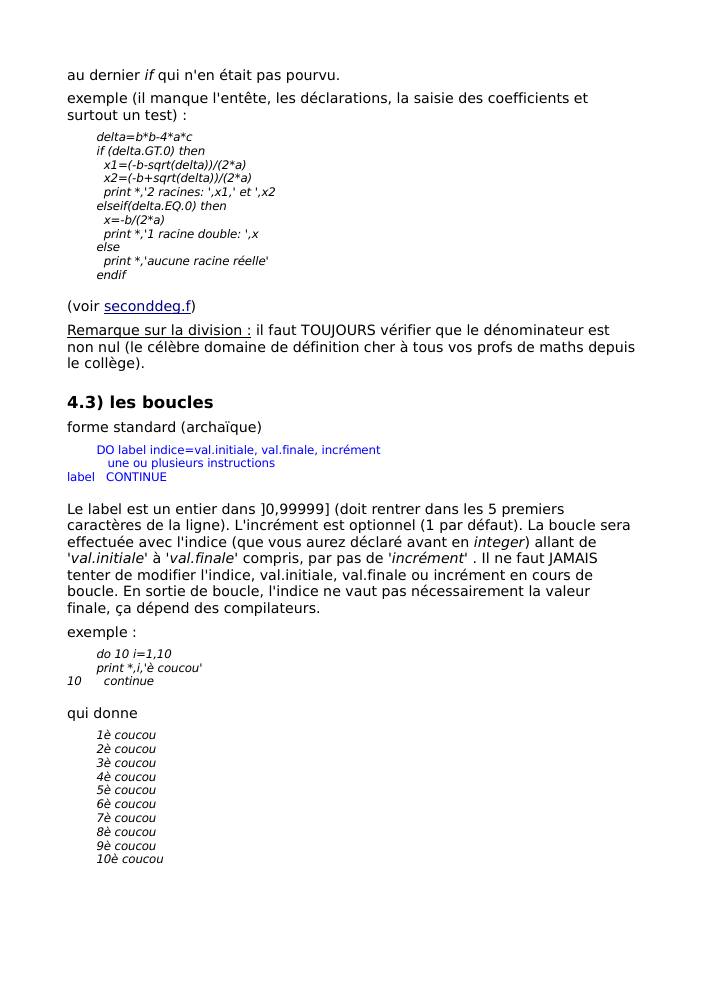 au dernier if qui n'en était pas pourvu.
exemple (il manque l'entête, les déclarations, la saisie des coefficients et
surtout un test) :
delta=b*b-4*a*c
if (delta.GT.0) then
x1=(-b-sqrt(delta))/(2*a)
x2=(-b+sqrt(delta))/(2*a)
print *,'2 racines: ',x1,' et ',x2
elseif(delta.EQ.0) then
x=-b/(2*a)
print *,'1 racine double: ',x
else
print *,'aucune racine réelle'
endif
(voir seconddeg.f)
Remarque sur la division : il faut TOUJOURS vérifier que le dénominateur est
non nul (le célèbre domaine de définition cher à tous vos profs de maths depuis
le collège).
4.3) les boucles
forme standard (archaïque)
DO label indice=val.initiale, val.finale, incrément
une ou plusieurs instructions
label CONTINUE
Le label est un entier dans ]0,99999] (doit rentrer dans les 5 premiers
caractères de la ligne). L'incrément est optionnel (1 par défaut). La boucle sera
effectuée avec l'indice (que vous aurez déclaré avant en integer) allant de
'val.initiale' à 'val.finale' compris, par pas de 'incrément' . Il ne faut JAMAIS
tenter de modifier l'indice, val.initiale, val.finale ou incrément en cours de
boucle. En sortie de boucle, l'indice ne vaut pas nécessairement la valeur
finale, ça dépend des compilateurs.
exemple :
do 10 i=1,10
print *,i,'è coucou'
10 continue
qui donne
1è coucou
2è coucou
3è coucou
4è coucou
5è coucou
6è coucou
7è coucou
8è coucou
9è coucou
10è coucou